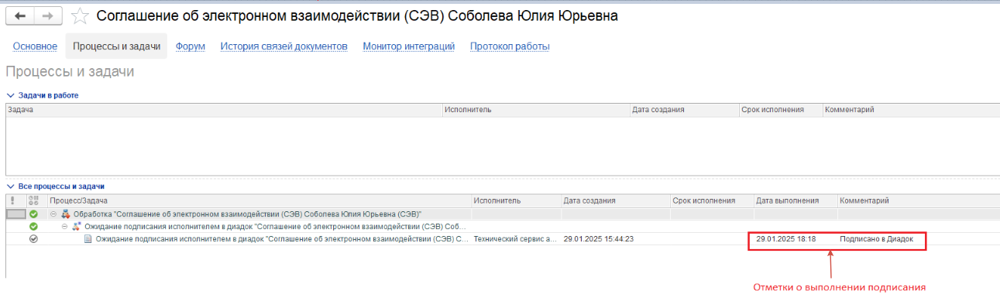 Соглашение об электронном взаимодействии (СЭВ) Соболева Юлия Юрьевна
Основное Процессы и задачи Форум История связей документов Монитор интеграций Протокол работы
Процессы и задачи
Задачи в работе
Задача Исполнитель Дата создания Срок исполнения Комментарий
Все процессы и задачи
Процесс/Задача Исполнитель Дата создания Срок исполнения Дата выполнения Комментарий
Обработка "Соглашение об электронном взаимодействии (СЭВ) Соболева Юлия Юрьевна (СЭВ)"
Ожидание подписания исполнителем в диадок "Соглашение об электронном взаимодействии (СЭВ) Соб...
Ожидание подписания исполнителем в диадок "Соглашение об электронном взаимодействии (СЭВ) С... Технический сервис а... 29.01.2025 15:44:23 29.01.2025 18:18 Подписано в Диадок
Отметки о выполнении подписания